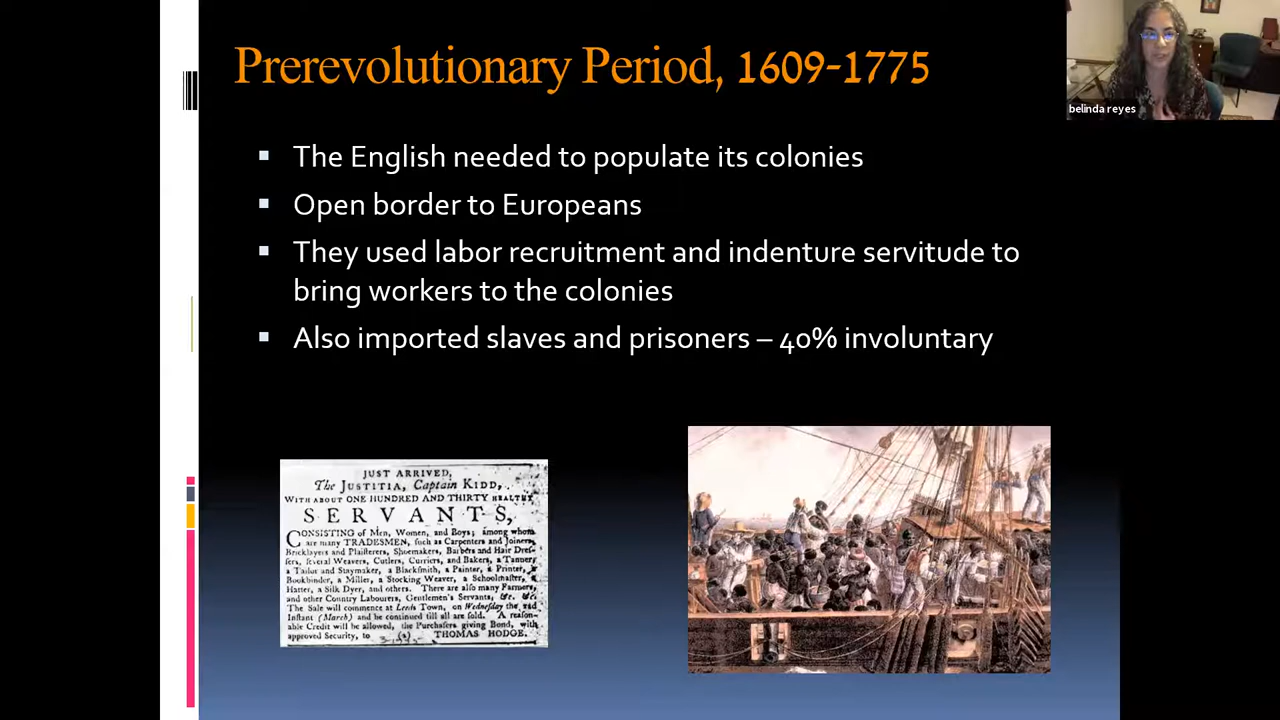 Prerevolutionary Period, 1609-1775
belinda reyes
▪ The English needed to populate its colonies
▪ Open border to Europeans
▪ They used labor recruitment and indenture servitude to
bring workers to the colonies
▪ Also imported slaves and prisoners – 40% involuntary
JUST ARRIVED,
The JUSTITIA, Captain KIDD,
WITH ABOUT ONE HUNDRED AND THIRTY HEALTHY
SERVANTS,
CONSISTING of Men, Women, and Boys; among whom
are many TRADESMEN, such as Carpenters and Joiners,
Bricklayers and Plaisterers, Shoemakers, Barbers and Hair Dres-
sers, several Weavers, Cutlers, Curriers, and Bakers, a Tanner,
a Tailor and Staymaker, a Blacksmith, a Painter, a Printer, a
Bookbinder, a Miller, a Stocking Weaver, a Schoolmaster, a
Hatter, a Silk Dyer, and others. There are also many Farmers,
and other Country Labourers, Gentlemen's Servants, &c. &c.
The Sale will commence at Leeds Town, on Wednesday the
Instant (March) and be continued till all are sold. A reason-
able Credit will be allowed, the Purchasers giving Bond, with
approved Security, to THOMAS HODGE.